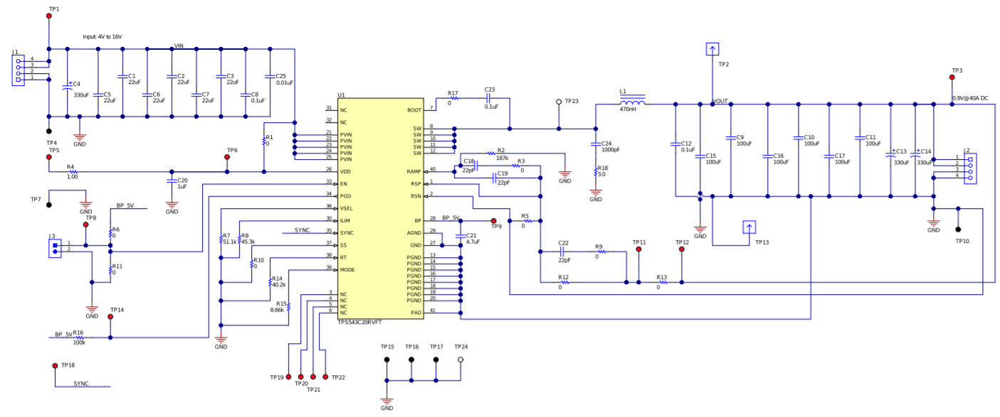 TP1
Input: 4V to 16V
VIN
J1
4
3
2
1
C4
330uF
C5
22uF
C1
22uF
C6
22uF
C2
22uF
C7
22uF
C3
22uF
C8
0.1uF
C25
0.01uF
TP4
GND
TP5
R4
1.00
TP6
R1
0
C20
1uF
GND
TP7
GND
TP8
BP_5V
R6
0
J3
1
2
R11
0
GND
TP14
BP_5V
R16
100k
TP18
SYNC
R7
51.1k
R8
45.3k
SYNC
R10
0
R14
40.2k
R15
8.66k
GND
TP19
TP20
TP21
TP22
U1
31
NC
32
NC
21
PVIN
22
PVIN
23
PVIN
24
PVIN
25
PVIN
26
VDD
33
EN
34
PGD
36
VSEL
30
ILIM
35
SYNC
37
SS
38
RT
39
MODE
3
NC
4
NC
5
NC
6
NC
BOOT
7
SW
8
SW
9
SW
10
SW
11
SW
12
RAMP
40
RSP
1
RSN
2
BP
28
AGND
29
GND
27
PGND
13
PGND
14
PGND
15
PGND
16
PGND
17
PGND
18
PGND
19
PGND
20
PAD
41
TPS543C20RVFT
R17
0
C23
0.1uF
TP23
L1
470nH
C24
1000pF
R18
3.0
GND
R2
187k
C18
22pF
R3
0
C19
22pF
GND
BP_5V
TP9
R5
0
C21
4.7uF
C22
22pF
R9
0
TP11
TP12
R12
0
R13
0
TP2
VOUT
TP3
0.9V@40A DC
C12
0.1uF
C15
100uF
C9
100uF
C16
100uF
C10
100uF
C17
100uF
C11
100uF
C13
330uF
C14
330uF
J2
1
2
3
4
GND
TP13
GND
TP10
TP15
TP16
TP17
TP24
GND